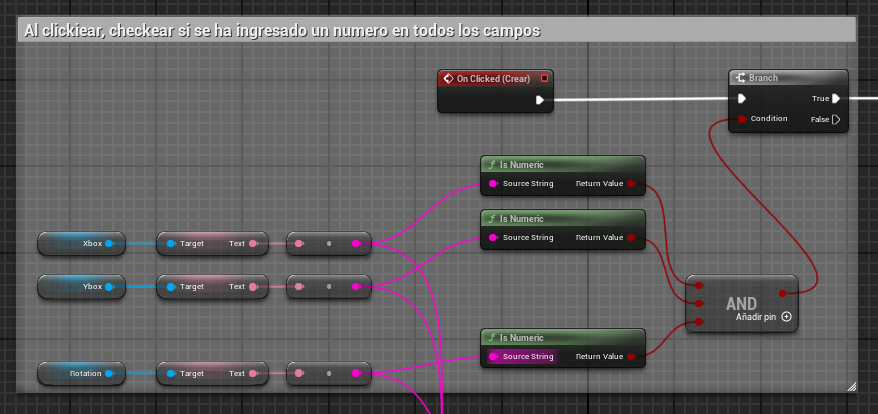 Al clickiear, checkear si se ha ingresado un numero en todos los campos
On Clicked (Crear)
Branch
True
Condition
False
Is Numeric
Source String Return Value
Is Numeric
Source String Return Value
Xbox
Target Text
Ybox
Target Text
AND
Añadir pin
Is Numeric
Source String Return Value
Rotation
Target Text